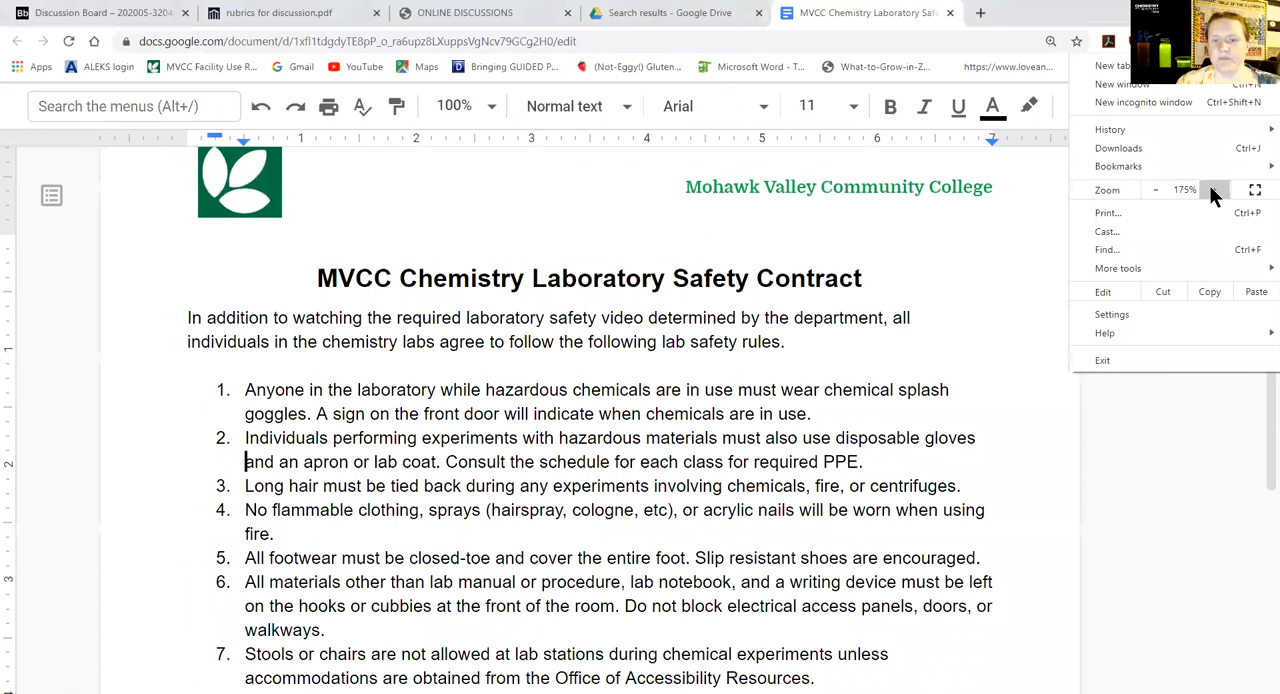 Discussion Board – 202005-3204
rubrics for discussion.pdf
ONLINE DISCUSSIONS
Search results - Google Drive
MVCC Chemistry Laboratory Safe
docs.google.com/document/d/
/edit
Apps
ALEKS login
MVCC Facility Use R...
Gmail
YouTube
Maps
Bringing GUIDED P...
(Not-Eggy!) Gluten...
Microsoft Word - T...
What-to-Grow-in-Z...
https://www.lovean...
New tab
New window
Ctrl+N
New incognito window Ctrl+Shift+N
Search the menus (Alt+/)
100%
Normal text
Arial
11
B I U A
History
Downloads Ctrl+J
Bookmarks
Zoom - 175%
Print... Ctrl+P
Cast...
Find... Ctrl+F
More tools
Edit Cut Copy Paste
Settings
Help
Exit
1 2 3 4 5 6 7
Mohawk Valley Community College
MVCC Chemistry Laboratory Safety Contract
In addition to watching the required laboratory safety video determined by the department, all
individuals in the chemistry labs agree to follow the following lab safety rules.
1. Anyone in the laboratory while hazardous chemicals are in use must wear chemical splash
goggles. A sign on the front door will indicate when chemicals are in use.
2. Individuals performing experiments with hazardous materials must also use disposable gloves
and an apron or lab coat. Consult the schedule for each class for required PPE.
3. Long hair must be tied back during any experiments involving chemicals, fire, or centrifuges.
4. No flammable clothing, sprays (hairspray, cologne, etc), or acrylic nails will be worn when using
fire.
5. All footwear must be closed-toe and cover the entire foot. Slip resistant shoes are encouraged.
6. All materials other than lab manual or procedure, lab notebook, and a writing device must be left
on the hooks or cubbies at the front of the room. Do not block electrical access panels, doors, or
walkways.
7. Stools or chairs are not allowed at lab stations during chemical experiments unless
accommodations are obtained from the Office of Accessibility Resources.
1
2
3